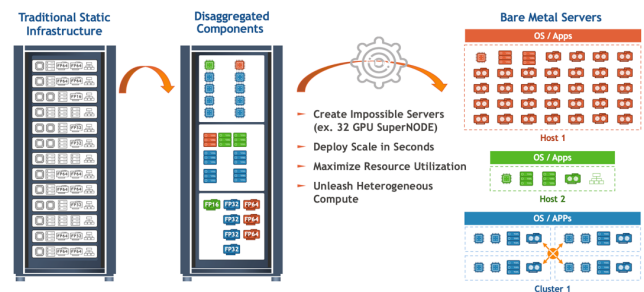 Traditional Static
Infrastructure
Disaggregated
Components
FP16
FP32
FP64
FP32
FP64
FP32
FP64
FP32
Create Impossible Servers
(ex. 32 GPU SuperNODE)
Deploy Scale in Seconds
Maximize Resource Utilization
Unleash Heterogeneous
Compute
Bare Metal Servers
OS / Apps
Host 1
OS / Apps
Host 2
OS / APPs
Cluster 1